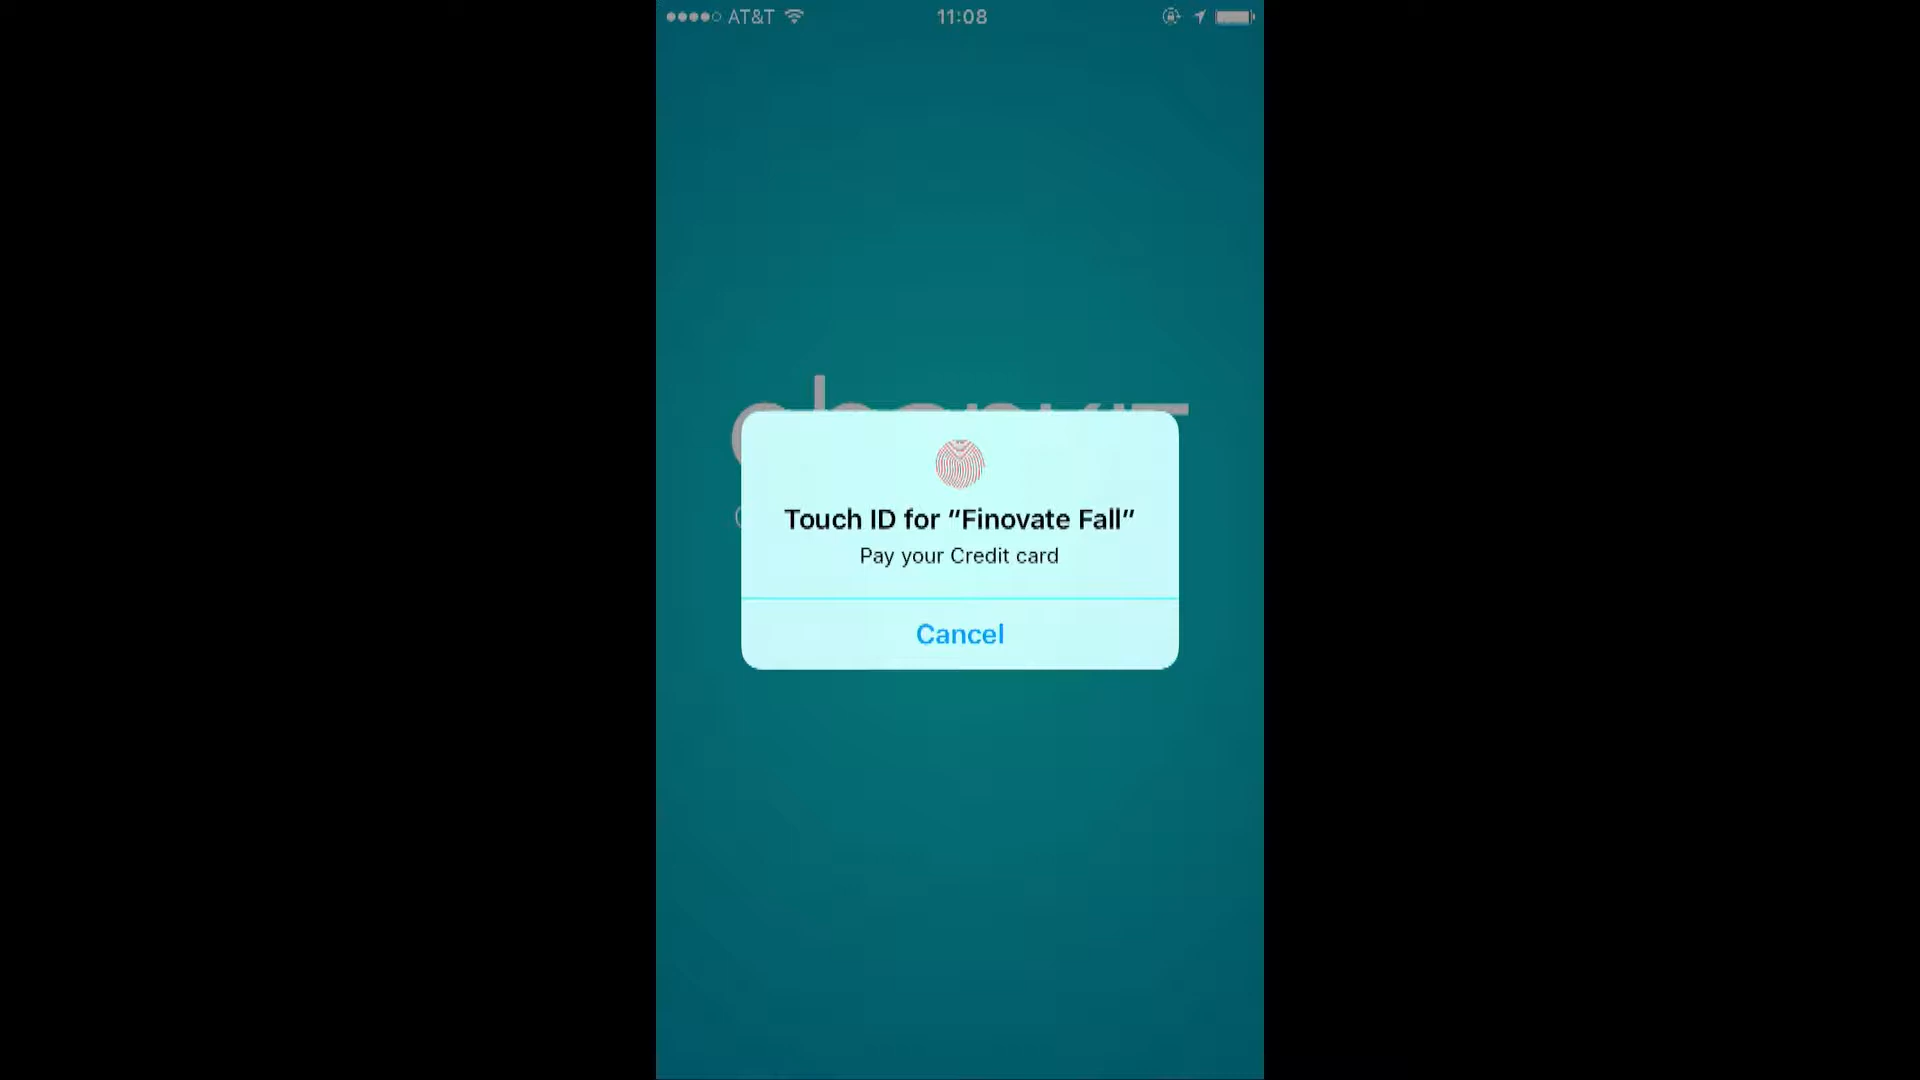 AT&T 11:08
Touch ID for “Finovate Fall”
Pay your Credit card
Cancel